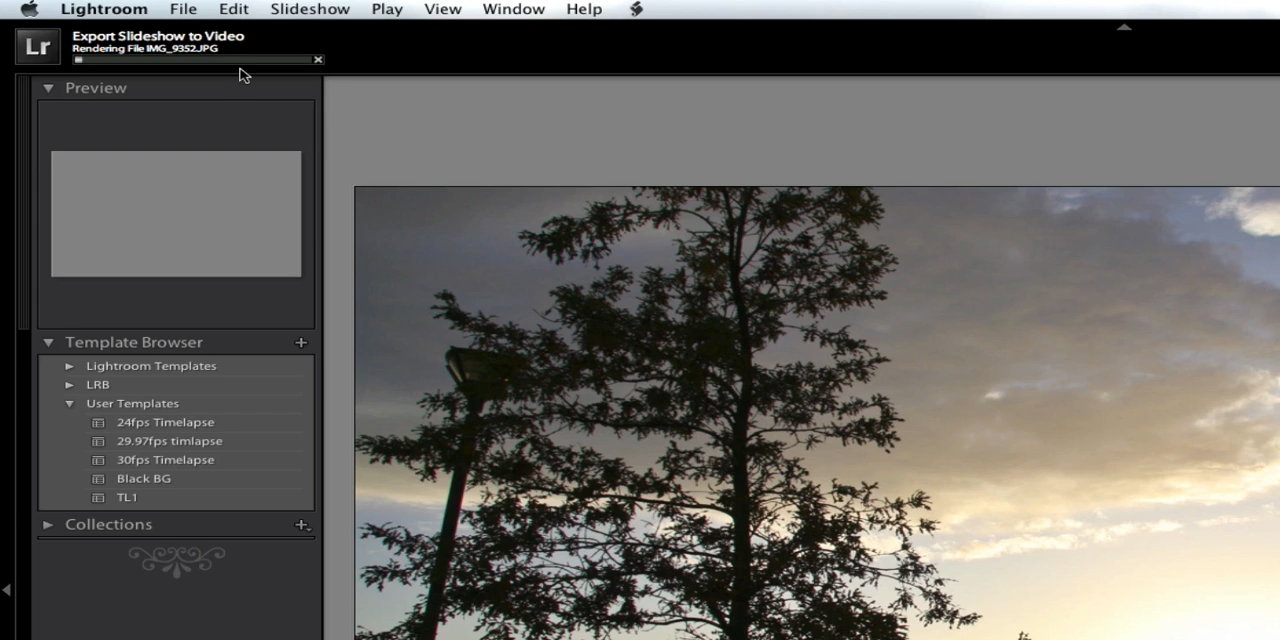 Lightroom File Edit Slideshow Play View Window Help
Lr
Export Slideshow to Video
Rendering File IMG_9352.JPG
Preview
Template Browser
Lightroom Templates
LRB
User Templates
24fps Timelapse
29.97fps timlapse
30fps Timelapse
Black BG
TL1
Collections